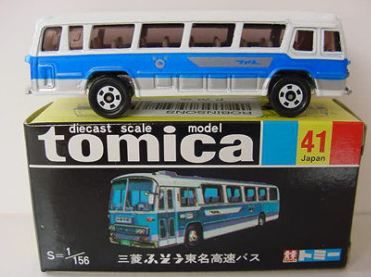 ROBINSONS
diecast scale model
tomica
41
Japan
S=1/156
三菱ふそう東名高速バス
トミー